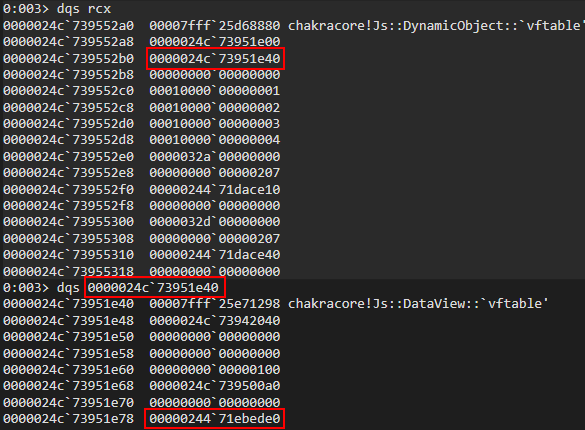 0:003> dqs rcx
0000024c`739552a0  00007fff`25d68880 chakracore!Js::DynamicObject::`vftable'
0000024c`739552a8  0000024c`73951e00
0000024c`739552b0  0000024c`73951e40
0000024c`739552b8  00000000`00000000
0000024c`739552c0  00010000`00000001
0000024c`739552c8  00010000`00000002
0000024c`739552d0  00010000`00000003
0000024c`739552d8  00010000`00000004
0000024c`739552e0  0000032a`00000000
0000024c`739552e8  00000000`00000207
0000024c`739552f0  00000244`71dace10
0000024c`739552f8  00000000`00000000
0000024c`73955300  0000032d`00000000
0000024c`73955308  00000000`00000207
0000024c`73955310  00000244`71dace40
0000024c`73955318  00000000`00000000
0:003> dqs 0000024c`73951e40
0000024c`73951e40  00007fff`25e71298 chakracore!Js::DataView::`vftable'
0000024c`73951e48  0000024c`73942040
0000024c`73951e50  00000000`00000000
0000024c`73951e58  00000000`00000000
0000024c`73951e60  00000000`00000100
0000024c`73951e68  0000024c`739500a0
0000024c`73951e70  00000000`00000000
0000024c`73951e78  00000244`71ebede0